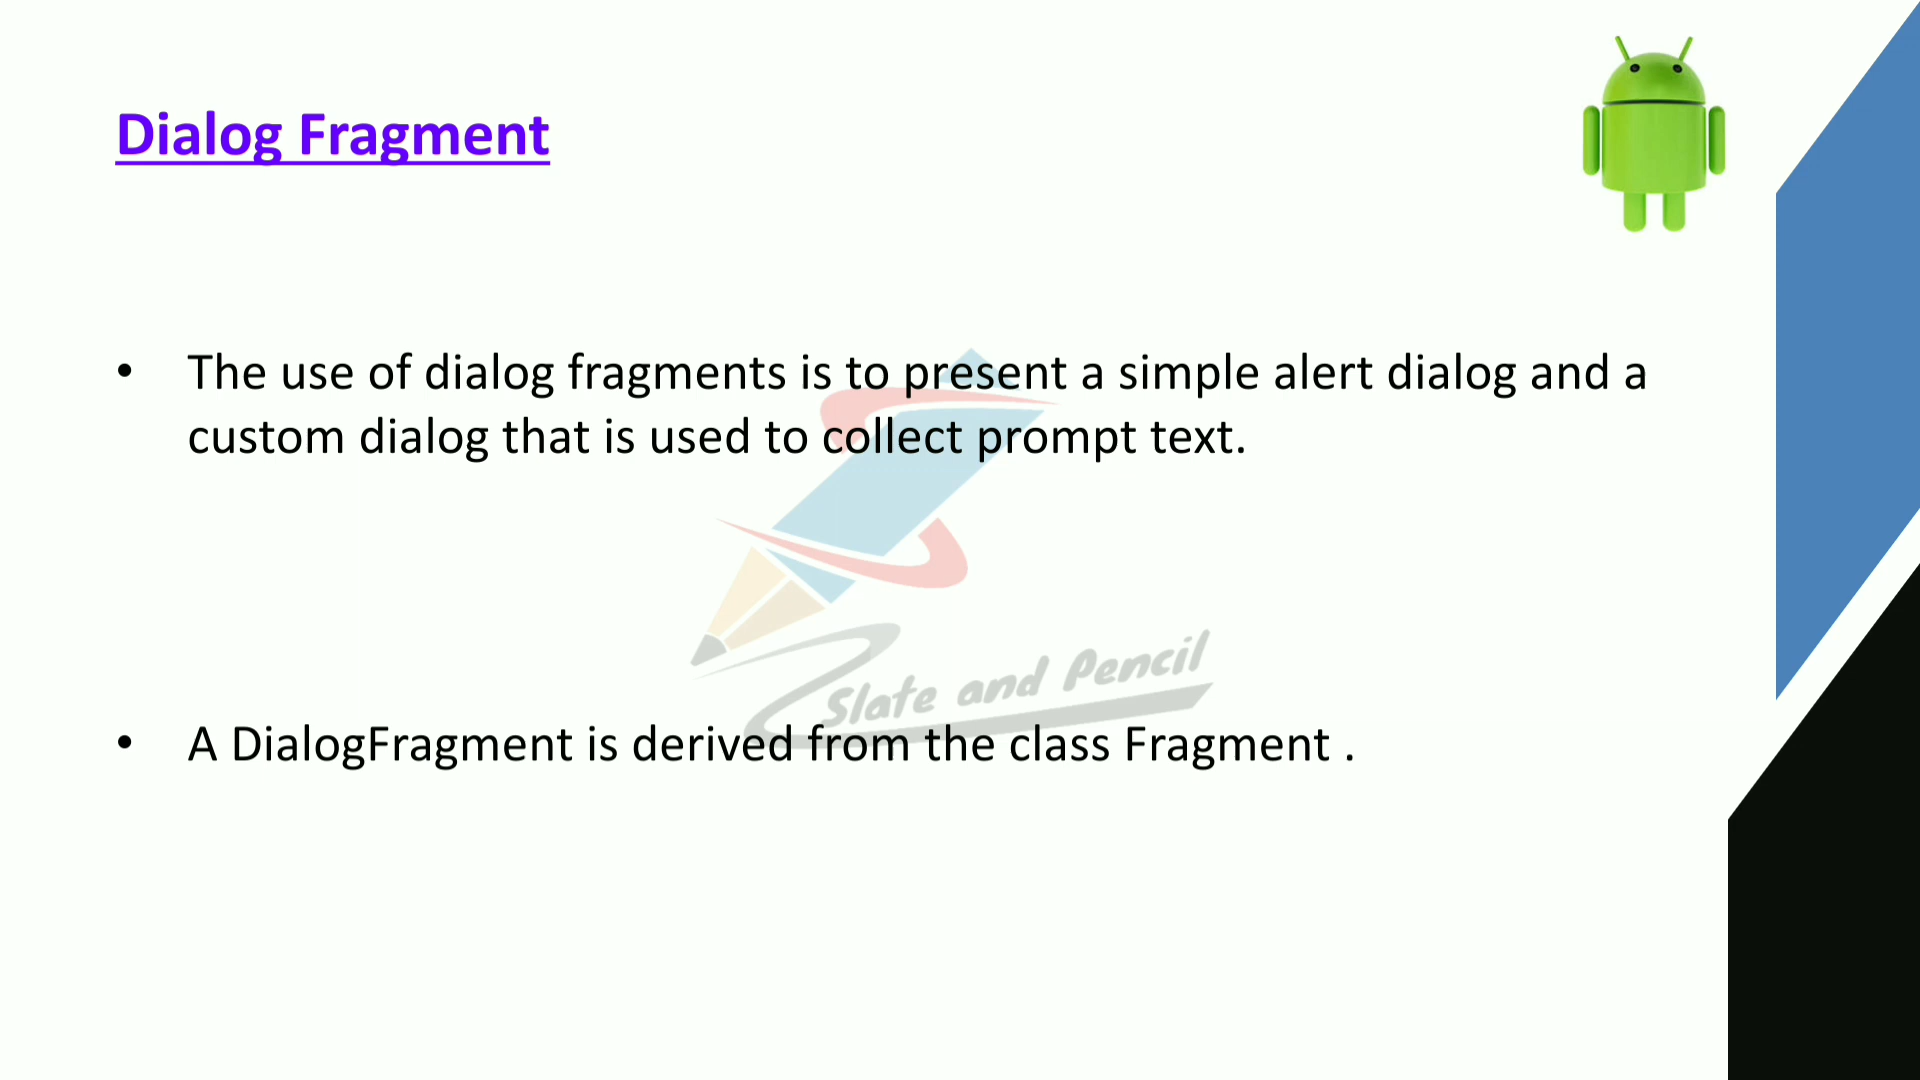 Dialog Fragment
• The use of dialog fragments is to present a simple alert dialog and a
custom dialog that is used to collect prompt text.
Slate and Pencil
• A DialogFragment is derived from the class Fragment .